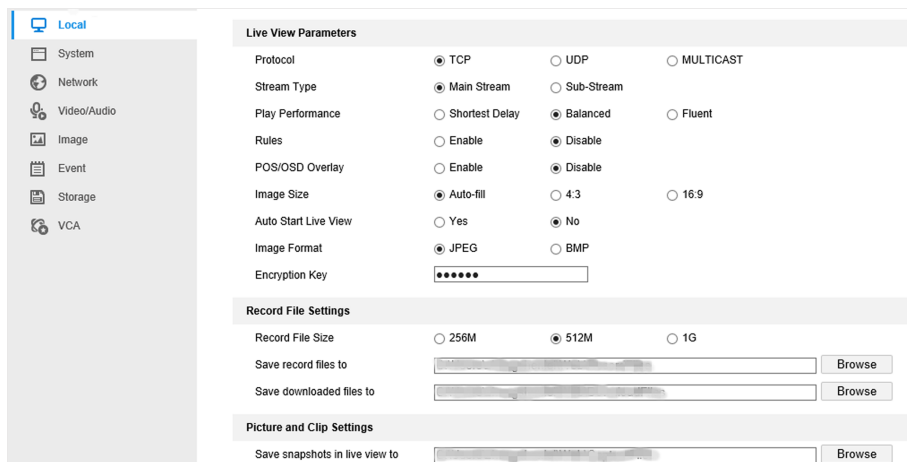 Local
System
Network
Video/Audio
Image
Event
Storage
VCA
Live View Parameters
Protocol TCP UDP MULTICAST
Stream Type Main Stream Sub-Stream
Play Performance Shortest Delay Balanced Fluent
Rules Enable Disable
POS/OSD Overlay Enable Disable
Image Size Auto-fill 4:3 16:9
Auto Start Live View Yes No
Image Format JPEG BMP
Encryption Key ●●●●●●
Record File Settings
Record File Size 256M 512M 1G
Save record files to Browse
Save downloaded files to Browse
Picture and Clip Settings
Save snapshots in live view to Browse